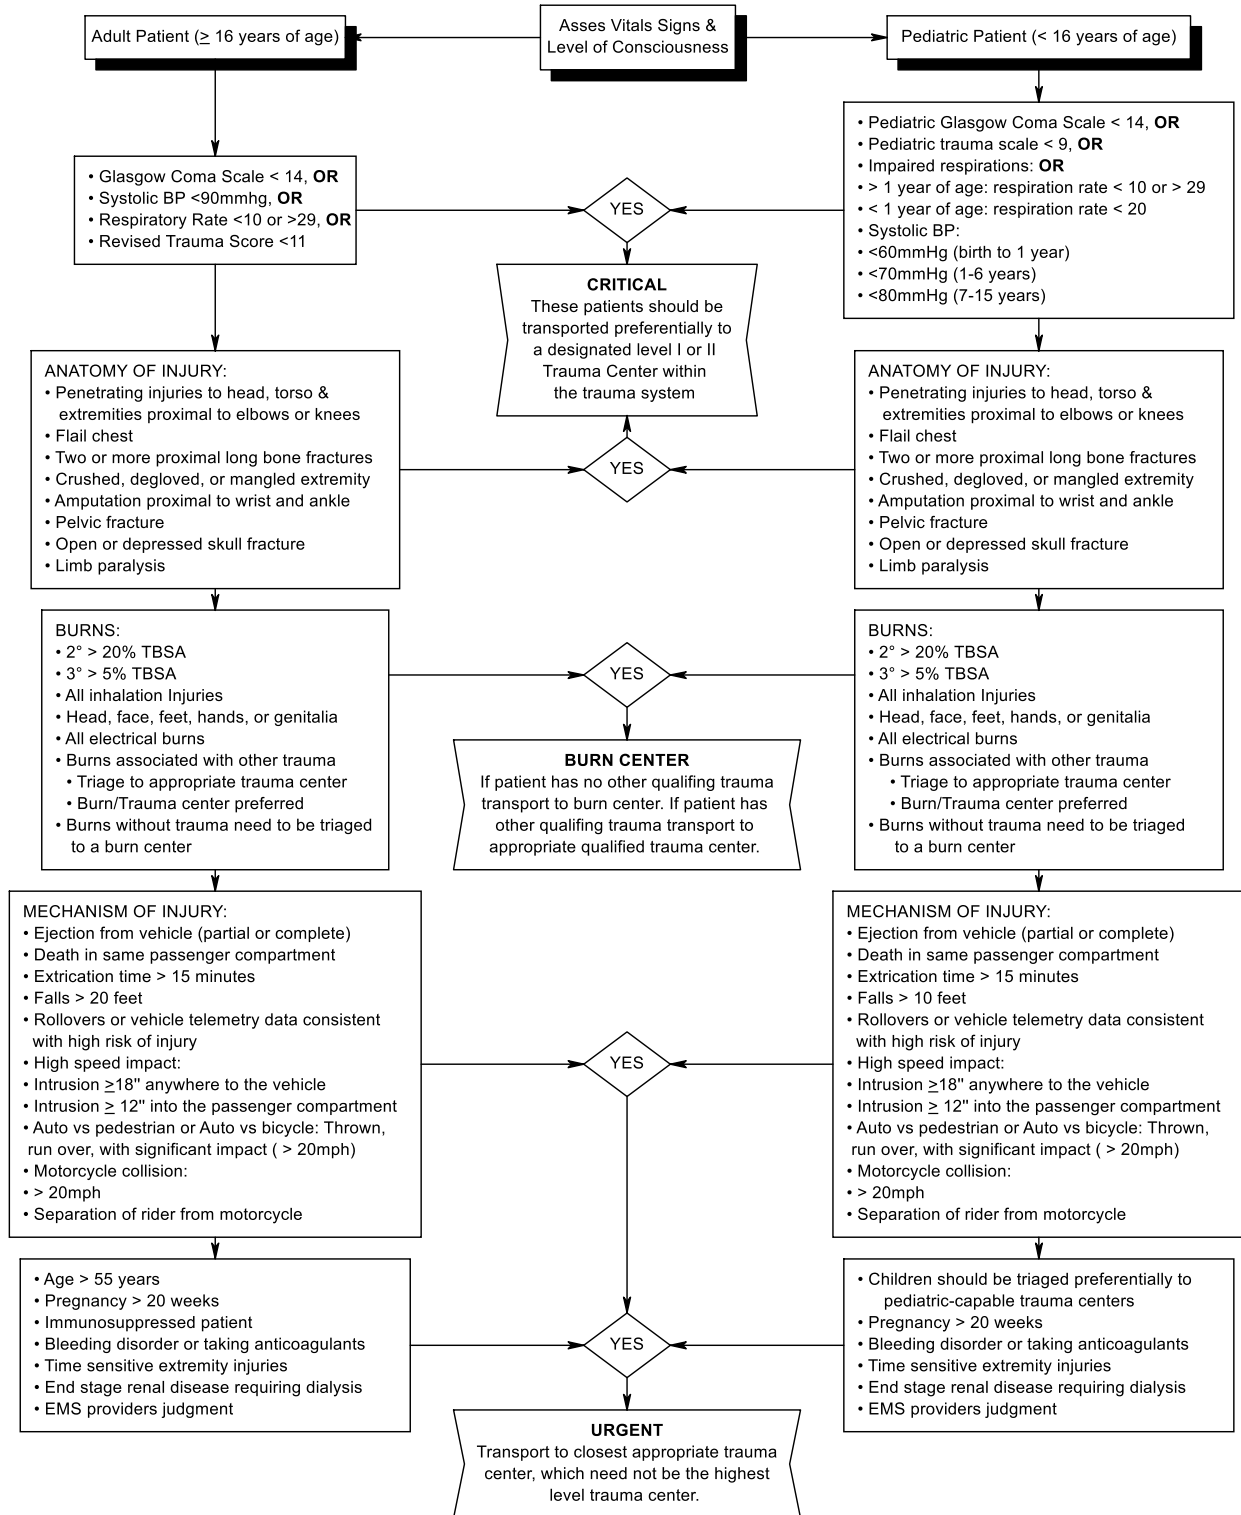 Asses Vitals Signs &
Level of Consciousness
Adult Patient (≥ 16 years of age)
Pediatric Patient (< 16 years of age)
• Glasgow Coma Scale < 14, OR
• Systolic BP <90mmhg, OR
• Respiratory Rate <10 or >29, OR
• Revised Trauma Score <11
YES
• Pediatric Glasgow Coma Scale < 14, OR
• Pediatric trauma scale < 9, OR
• Impaired respirations: OR
• > 1 year of age: respiration rate < 10 or > 29
• < 1 year of age: respiration rate < 20
• Systolic BP:
• <60mmHg (birth to 1 year)
• <70mmHg (1-6 years)
• <80mmHg (7-15 years)
CRITICAL
These patients should be
transported preferentially to
a designated level I or II
Trauma Center within
the trauma system
ANATOMY OF INJURY:
• Penetrating injuries to head, torso &
extremities proximal to elbows or knees
• Flail chest
• Two or more proximal long bone fractures
• Crushed, degloved, or mangled extremity
• Amputation proximal to wrist and ankle
• Pelvic fracture
• Open or depressed skull fracture
• Limb paralysis
YES
ANATOMY OF INJURY:
• Penetrating injuries to head, torso &
extremities proximal to elbows or knees
• Flail chest
• Two or more proximal long bone fractures
• Crushed, degloved, or mangled extremity
• Amputation proximal to wrist and ankle
• Pelvic fracture
• Open or depressed skull fracture
• Limb paralysis
BURNS:
• 2° > 20% TBSA
• 3° > 5% TBSA
• All inhalation Injuries
• Head, face, feet, hands, or genitalia
• All electrical burns
• Burns associated with other trauma
• Triage to appropriate trauma center
• Burn/Trauma center preferred
• Burns without trauma need to be triaged
to a burn center
YES
BURN CENTER
If patient has no other qualifing trauma
transport to burn center. If patient has
other qualifing trauma transport to
appropriate qualified trauma center.
BURNS:
• 2° > 20% TBSA
• 3° > 5% TBSA
• All inhalation Injuries
• Head, face, feet, hands, or genitalia
• All electrical burns
• Burns associated with other trauma
• Triage to appropriate trauma center
• Burn/Trauma center preferred
• Burns without trauma need to be triaged
to a burn center
MECHANISM OF INJURY:
• Ejection from vehicle (partial or complete)
• Death in same passenger compartment
• Extrication time > 15 minutes
• Falls > 20 feet
• Rollovers or vehicle telemetry data consistent
with high risk of injury
• High speed impact:
• Intrusion ≥18" anywhere to the vehicle
• Intrusion ≥ 12" into the passenger compartment
• Auto vs pedestrian or Auto vs bicycle: Thrown,
run over, with significant impact ( > 20mph)
• Motorcycle collision:
• > 20mph
• Separation of rider from motorcycle
YES
MECHANISM OF INJURY:
• Ejection from vehicle (partial or complete)
• Death in same passenger compartment
• Extrication time > 15 minutes
• Falls > 10 feet
• Rollovers or vehicle telemetry data consistent
with high risk of injury
• High speed impact:
• Intrusion ≥18" anywhere to the vehicle
• Intrusion ≥ 12" into the passenger compartment
• Auto vs pedestrian or Auto vs bicycle: Thrown,
run over, with significant impact ( > 20mph)
• Motorcycle collision:
• > 20mph
• Separation of rider from motorcycle
• Age > 55 years
• Pregnancy > 20 weeks
• Immunosuppressed patient
• Bleeding disorder or taking anticoagulants
• Time sensitive extremity injuries
• End stage renal disease requiring dialysis
• EMS providers judgment
YES
• Children should be triaged preferentially to
pediatric-capable trauma centers
• Pregnancy > 20 weeks
• Bleeding disorder or taking anticoagulants
• Time sensitive extremity injuries
• End stage renal disease requiring dialysis
• EMS providers judgment
URGENT
Transport to closest appropriate trauma
center, which need not be the highest
level trauma center.